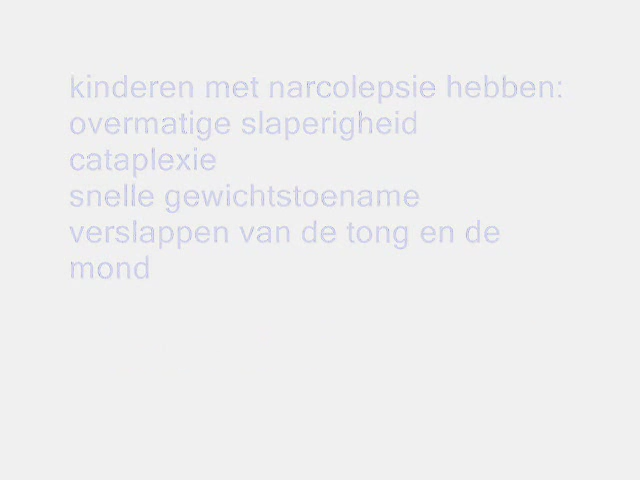 kinderen met narcolepsie hebben:
overmatige slaperigheid
cataplexie
snelle gewichtstoename
verslappen van de tong en de
mond